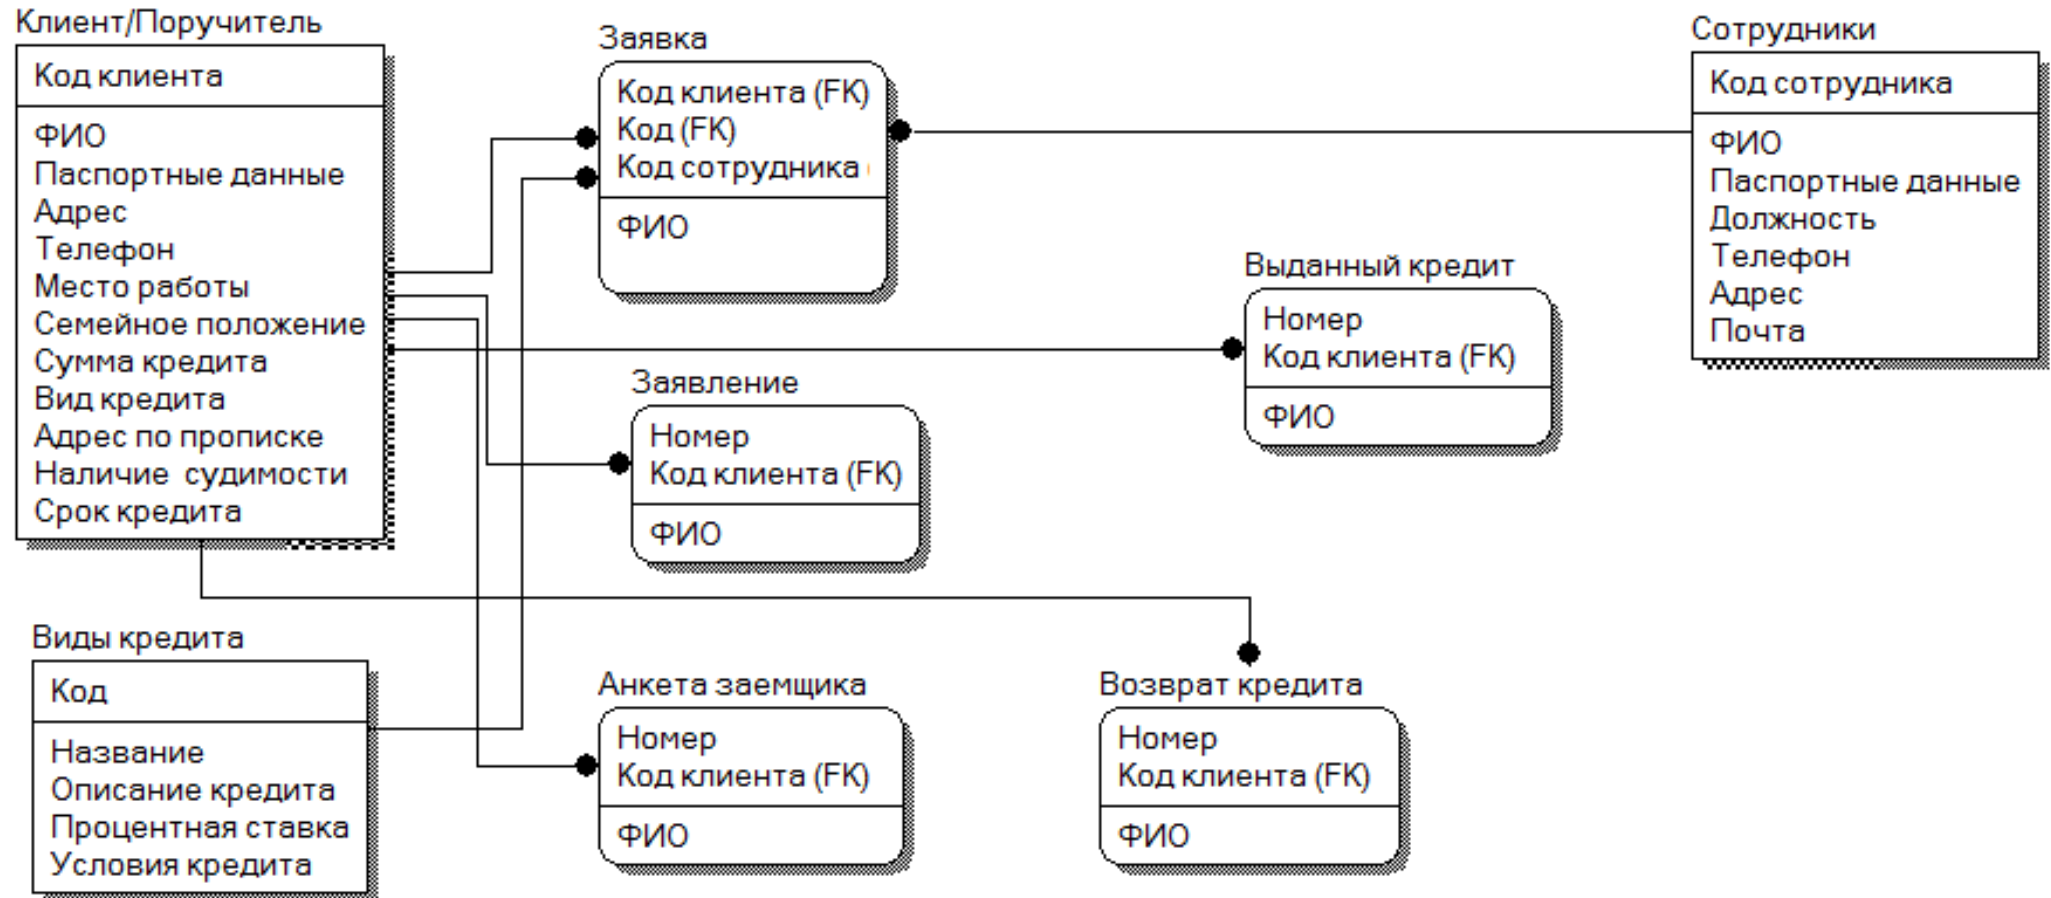 Клиент/Поручитель
Код клиента
ФИО
Паспортные данные
Адрес
Телефон
Место работы
Семейное положение
Сумма кредита
Вид кредита
Адрес по прописке
Наличие судимости
Срок кредита
Заявка
Код клиента (FK)
Код (FK)
Код сотрудника (
ФИО
Сотрудники
Код сотрудника
ФИО
Паспортные данные
Должность
Телефон
Адрес
Почта
Выданный кредит
Номер
Код клиента (FK)
ФИО
Заявление
Номер
Код клиента (FK)
ФИО
Виды кредита
Код
Название
Описание кредита
Процентная ставка
Условия кредита
Анкета заемщика
Номер
Код клиента (FK)
ФИО
Возврат кредита
Номер
Код клиента (FK)
ФИО